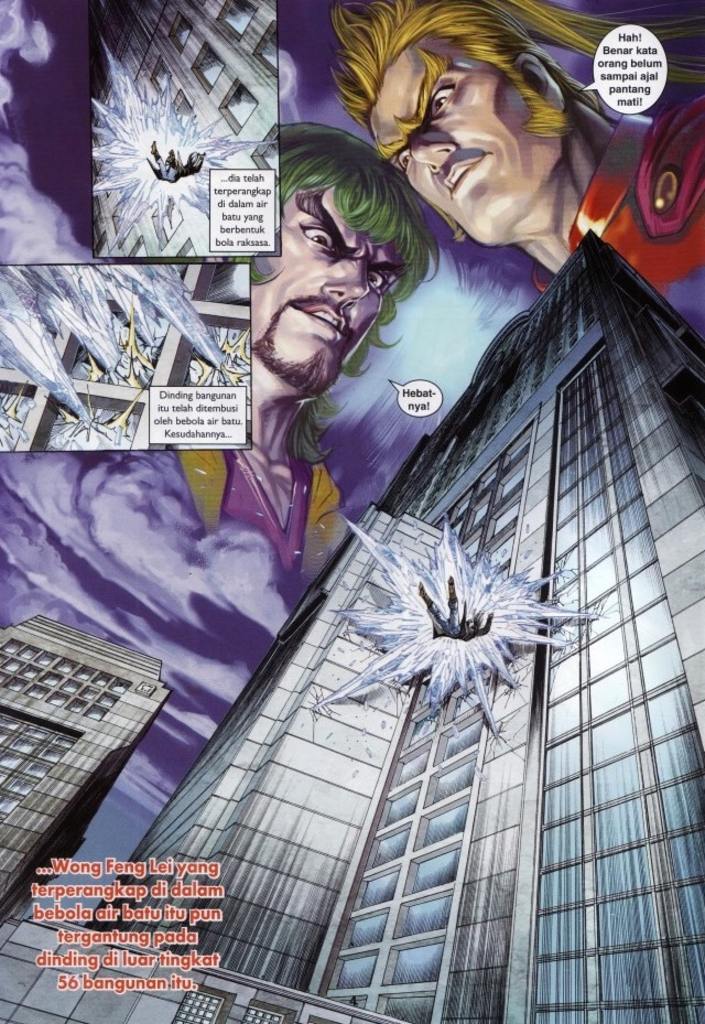 Hah!
Benar kata
orang belum
sampai ajal
pantang
mati!
...dia telah
terperangkap
di dalam air
batu yang
berbentuk
bola raksasa.
Dinding bangunan
itu telah ditembusi
oleh bebola air batu.
Kesudahannya...
Hebat-
nya!
...Wong Feng Lei yang
terperangkap di dalam
bebola air batu itu pun
tergantung pada
dinding di luar tingkat
56 bangunan itu.
4